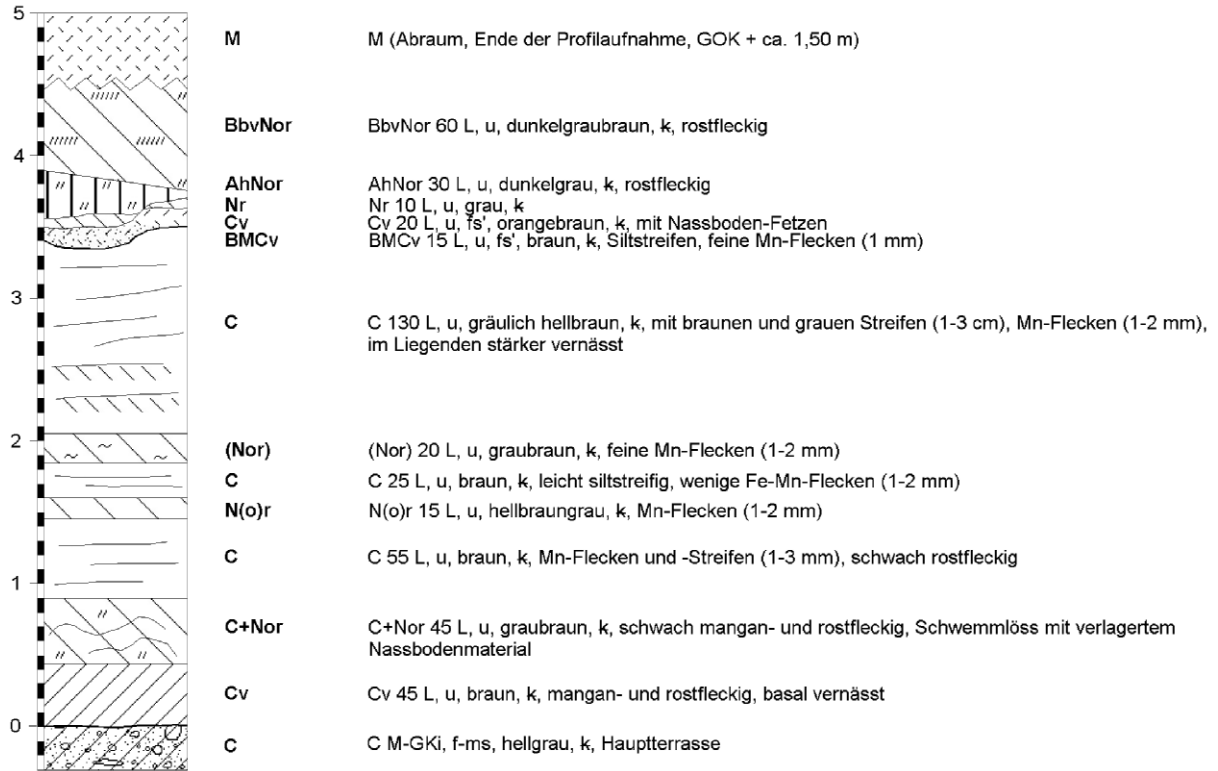 5
M M (Abraum, Ende der Profilaufnahme, GOK + ca. 1,50 m)
BbvNor BbvNor 60 L, u, dunkelgraubraun, k̶, rostfleckig
4
AhNor AhNor 30 L, u, dunkelgrau, k̶, rostfleckig
Nr Nr 10 L, u, grau, k̶
Cv Cv 20 L, u, fs', orangebraun, k̶, mit Nassboden-Fetzen
BMCv BMCv 15 L, u, fs', braun, k̶, Siltstreifen, feine Mn-Flecken (1 mm)
3
C C 130 L, u, gräulich hellbraun, k̶, mit braunen und grauen Streifen (1-3 cm), Mn-Flecken (1-2 mm),
im Liegenden stärker vernässt
2
(Nor) (Nor) 20 L, u, graubraun, k̶, feine Mn-Flecken (1-2 mm)
C C 25 L, u, braun, k̶, leicht siltstreifig, wenige Fe-Mn-Flecken (1-2 mm)
N(o)r N(o)r 15 L, u, hellbraungrau, k̶, Mn-Flecken (1-2 mm)
C C 55 L, u, braun, k̶, Mn-Flecken und -Streifen (1-3 mm), schwach rostfleckig
1
C+Nor C+Nor 45 L, u, graubraun, k̶, schwach mangan- und rostfleckig, Schwemmlöss mit verlagertem
Nassbodenmaterial
Cv Cv 45 L, u, braun, k̶, mangan- und rostfleckig, basal vernässt
0
C C M-GKi, f-ms, hellgrau, k̶, Hauptterrasse